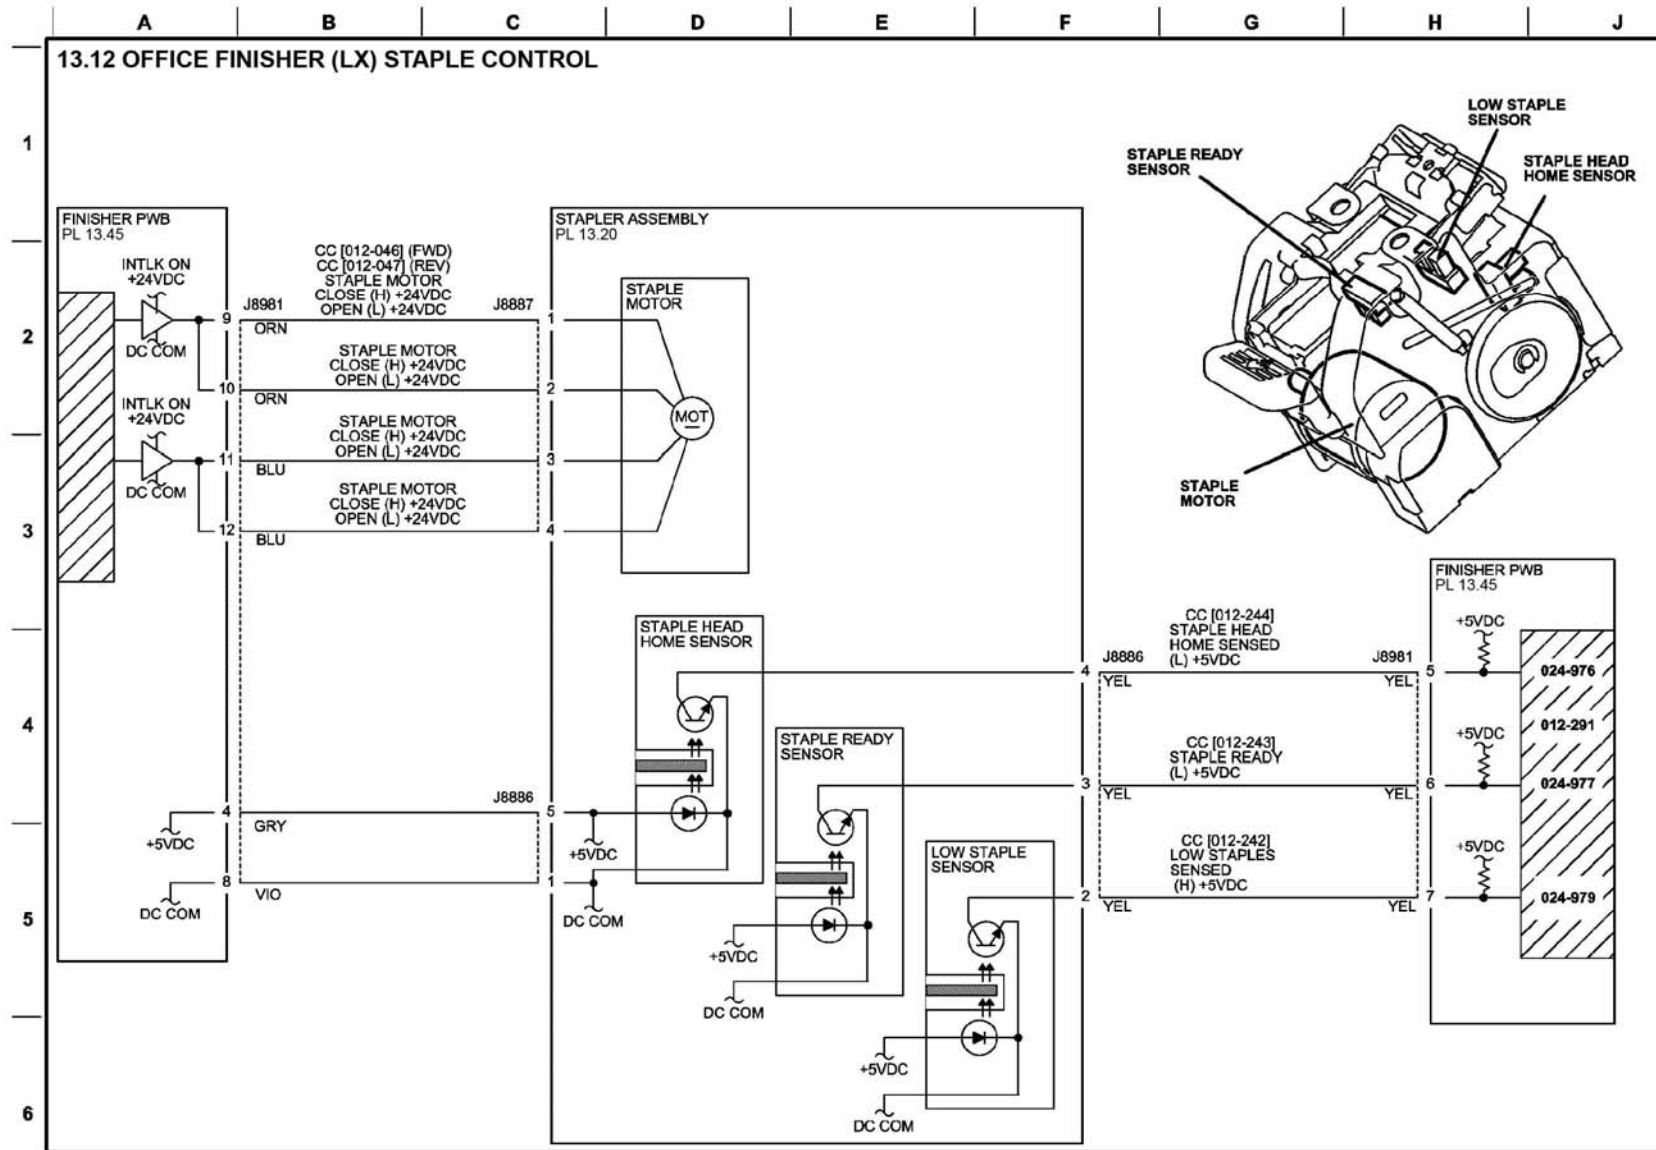 A B C D E F G H J
13.12 OFFICE FINISHER (LX) STAPLE CONTROL
1
2
3
4
5
6
LOW STAPLE
SENSOR
STAPLE READY
SENSOR
STAPLE HEAD
HOME SENSOR
STAPLE
MOTOR
FINISHER PWB
PL 13.45
INTLK ON
+24VDC
DC COM
INTLK ON
+24VDC
DC COM
9
10
11
12
J8981
ORN
ORN
BLU
BLU
CC [012-046] (FWD)
CC [012-047] (REV)
STAPLE MOTOR
CLOSE (H) +24VDC
OPEN (L) +24VDC
STAPLE MOTOR
CLOSE (H) +24VDC
OPEN (L) +24VDC
STAPLE MOTOR
CLOSE (H) +24VDC
OPEN (L) +24VDC
STAPLE MOTOR
CLOSE (H) +24VDC
OPEN (L) +24VDC
J8887
1
2
3
4
STAPLER ASSEMBLY
PL 13.20
STAPLE
MOTOR
MOT
+5VDC
4
GRY
J8886
5
+5VDC
DC COM
8
VIO
1
DC COM
STAPLE HEAD
HOME SENSOR
STAPLE READY
SENSOR
+5VDC
DC COM
LOW STAPLE
SENSOR
+5VDC
DC COM
4
J8886
YEL
CC [012-244]
STAPLE HEAD
HOME SENSED
(L) +5VDC
J8981
YEL
5
3
YEL
CC [012-243]
STAPLE READY
(L) +5VDC
YEL
6
2
YEL
CC [012-242]
LOW STAPLES
SENSED
(H) +5VDC
YEL
7
FINISHER PWB
PL 13.45
+5VDC
024-976
012-291
+5VDC
024-977
+5VDC
024-979